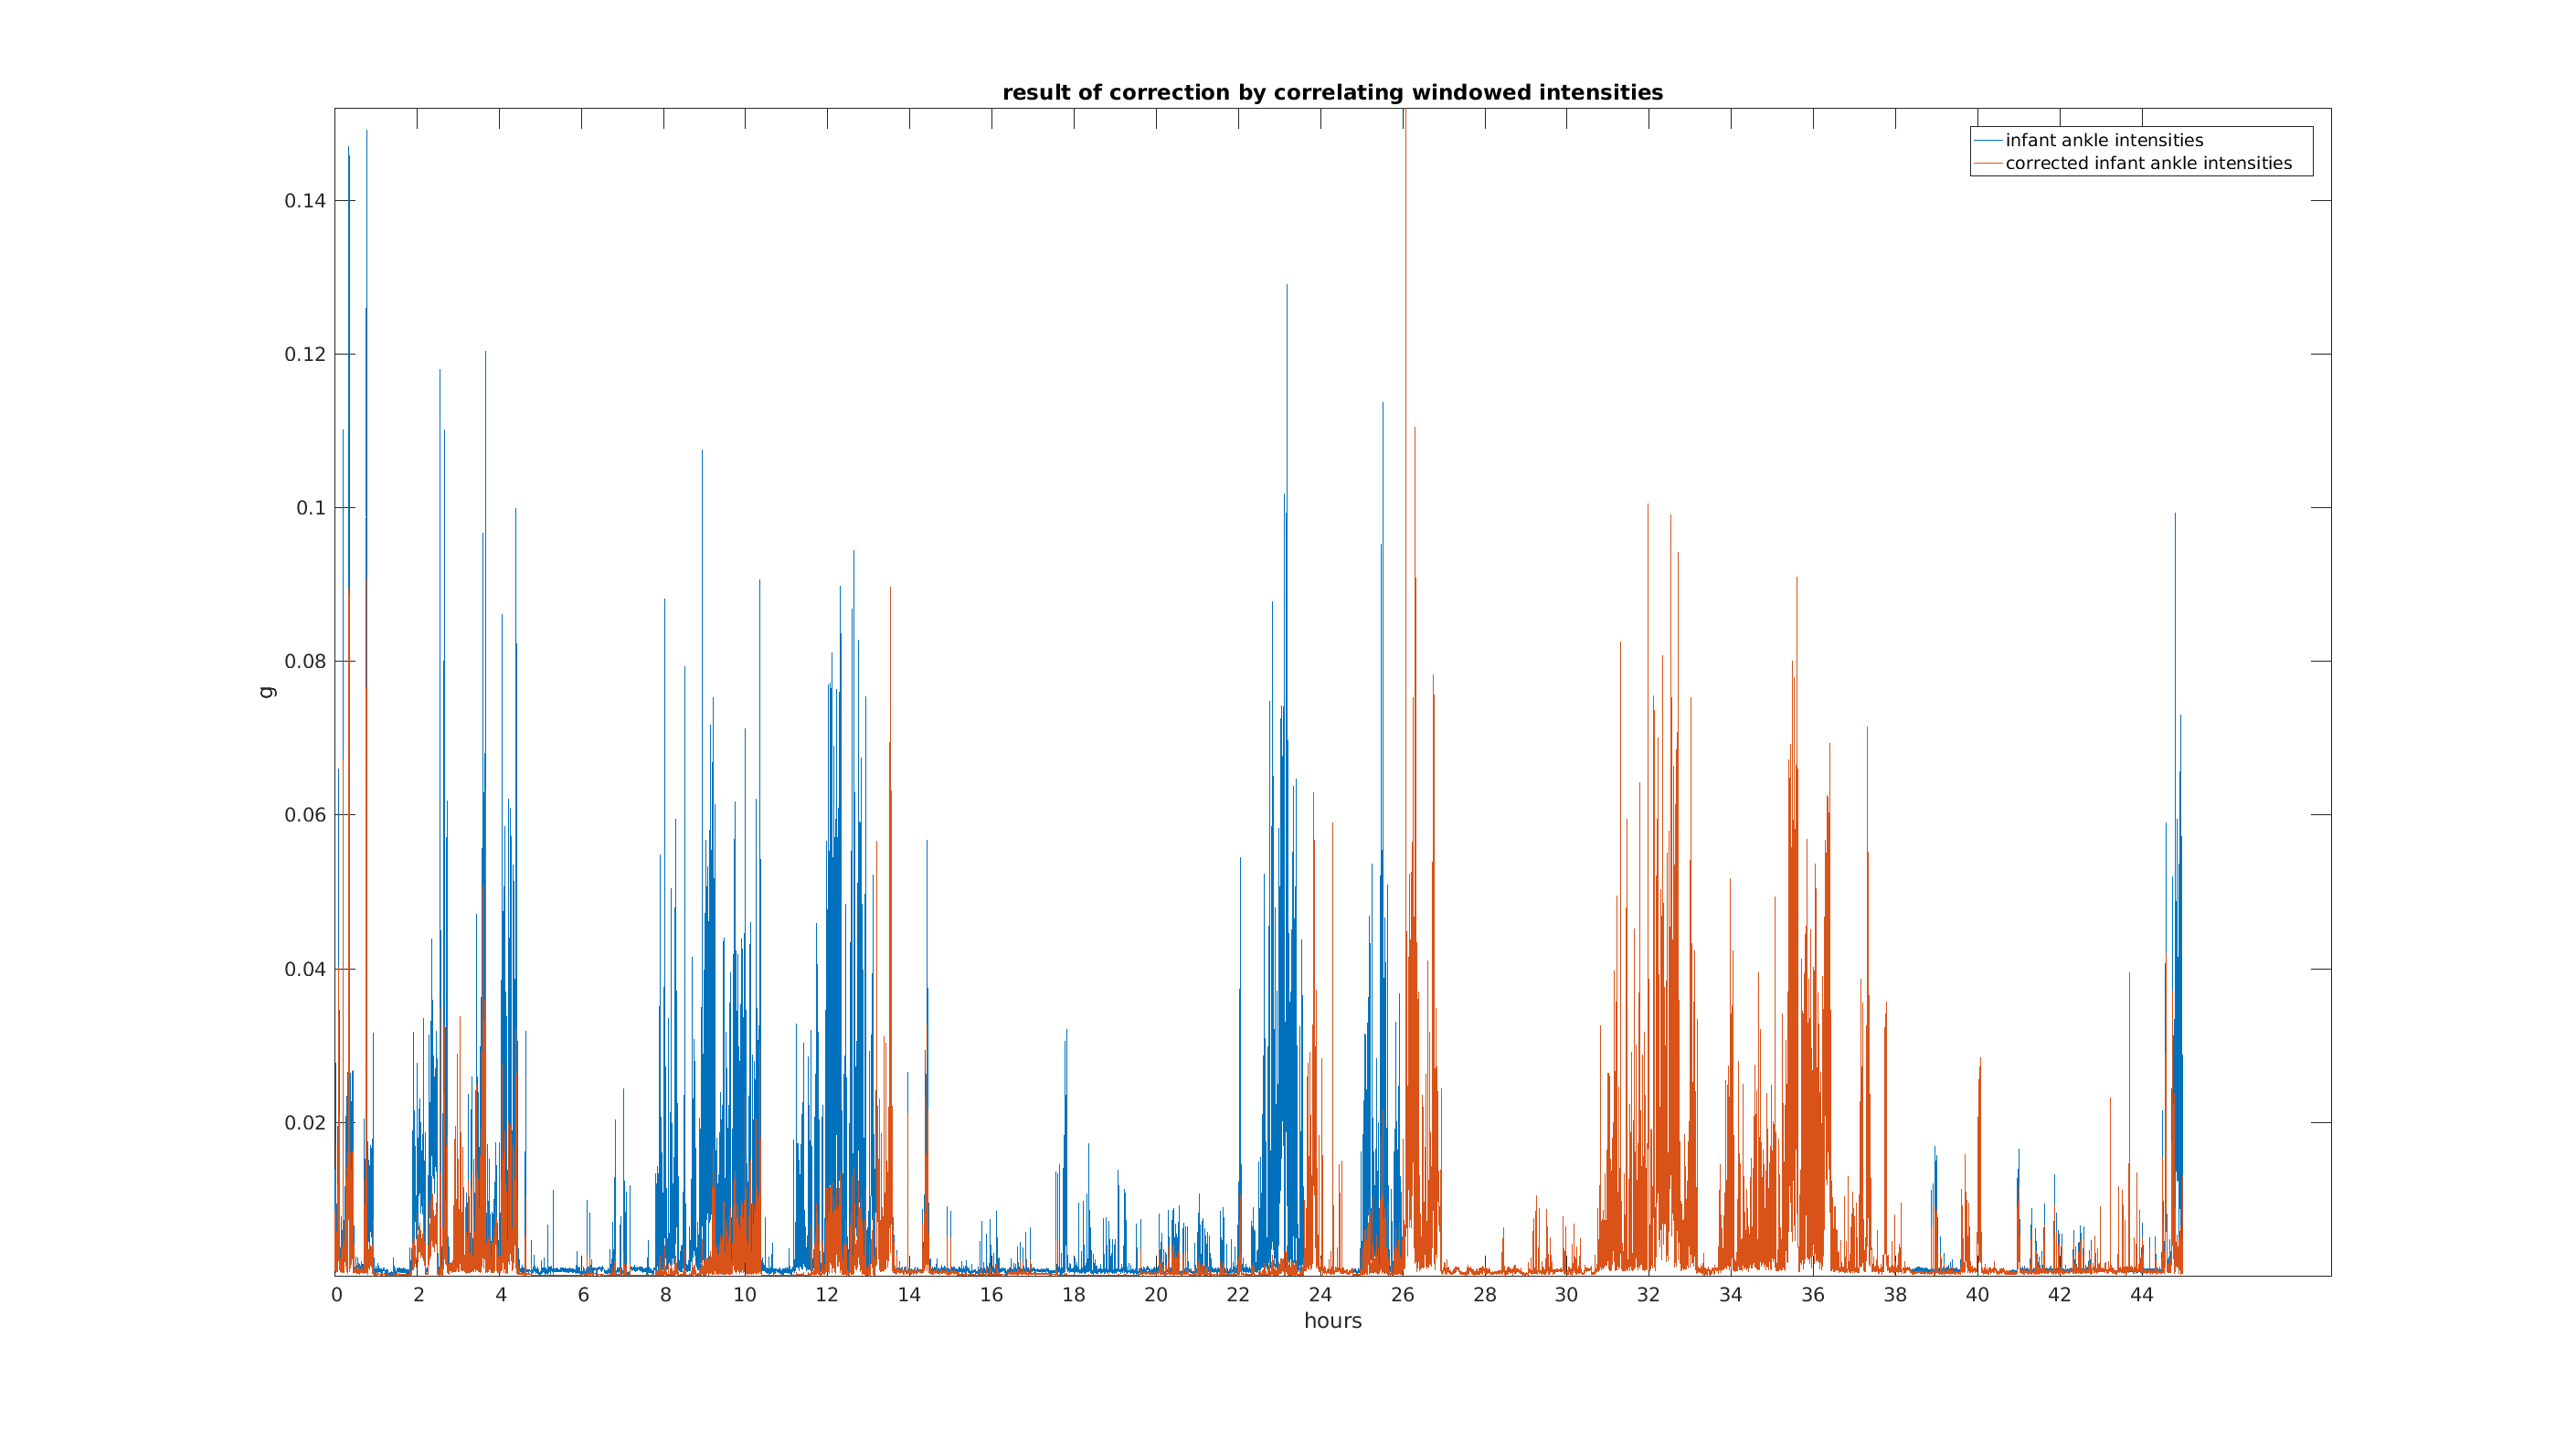 result of correction by correlating windowed intensities
infant ankle intensities
corrected infant ankle intensities
0.14
0.12
0.1
0.08
0.06
0.04
0.02
g
0 2 4 6 8 10 12 14 16 18 20 22 24 26 28 30 32 34 36 38 40 42 44
hours